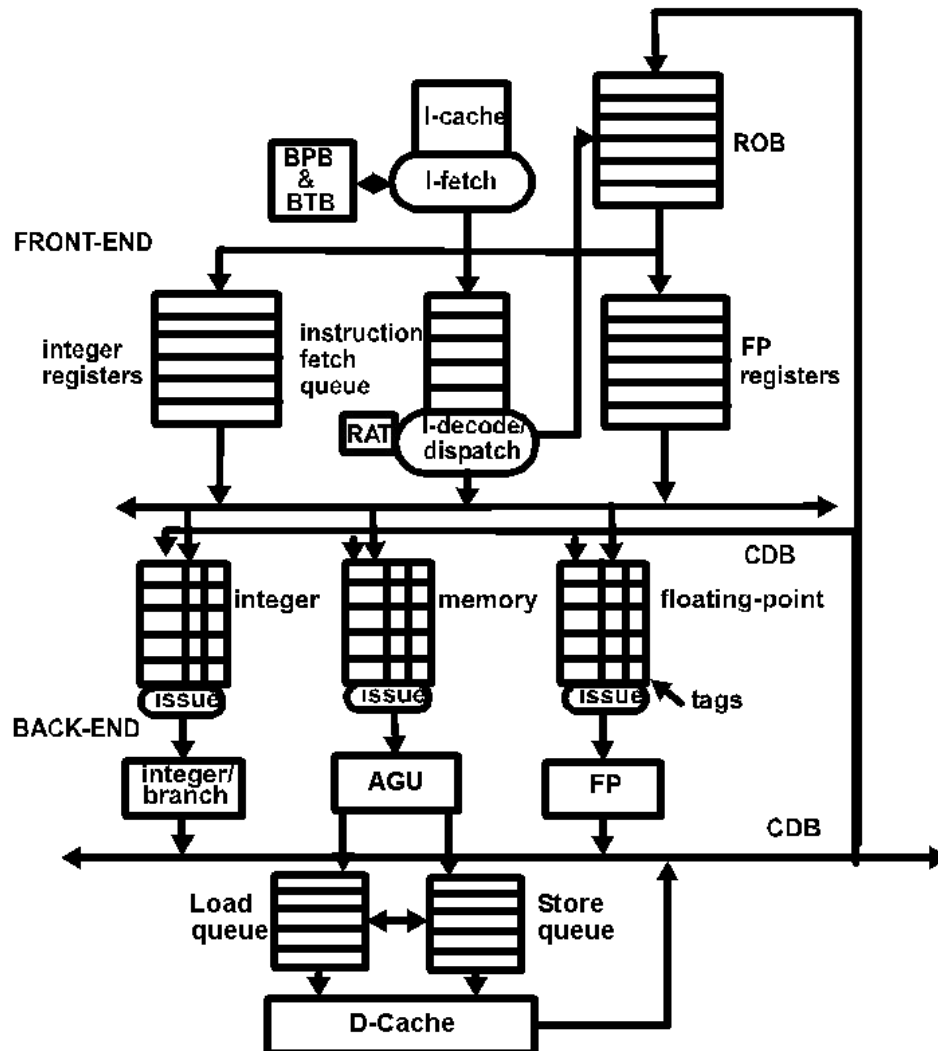 I-cache
ROB
BPB
&
BTB
I-fetch
FRONT-END
integer
registers
instruction
fetch
queue
FP
registers
RAT
I-decode/
dispatch
CDB
integer
memory
floating-point
issue
issue
issue
tags
BACK-END
integer/
branch
AGU
FP
CDB
Load
queue
Store
queue
D-Cache